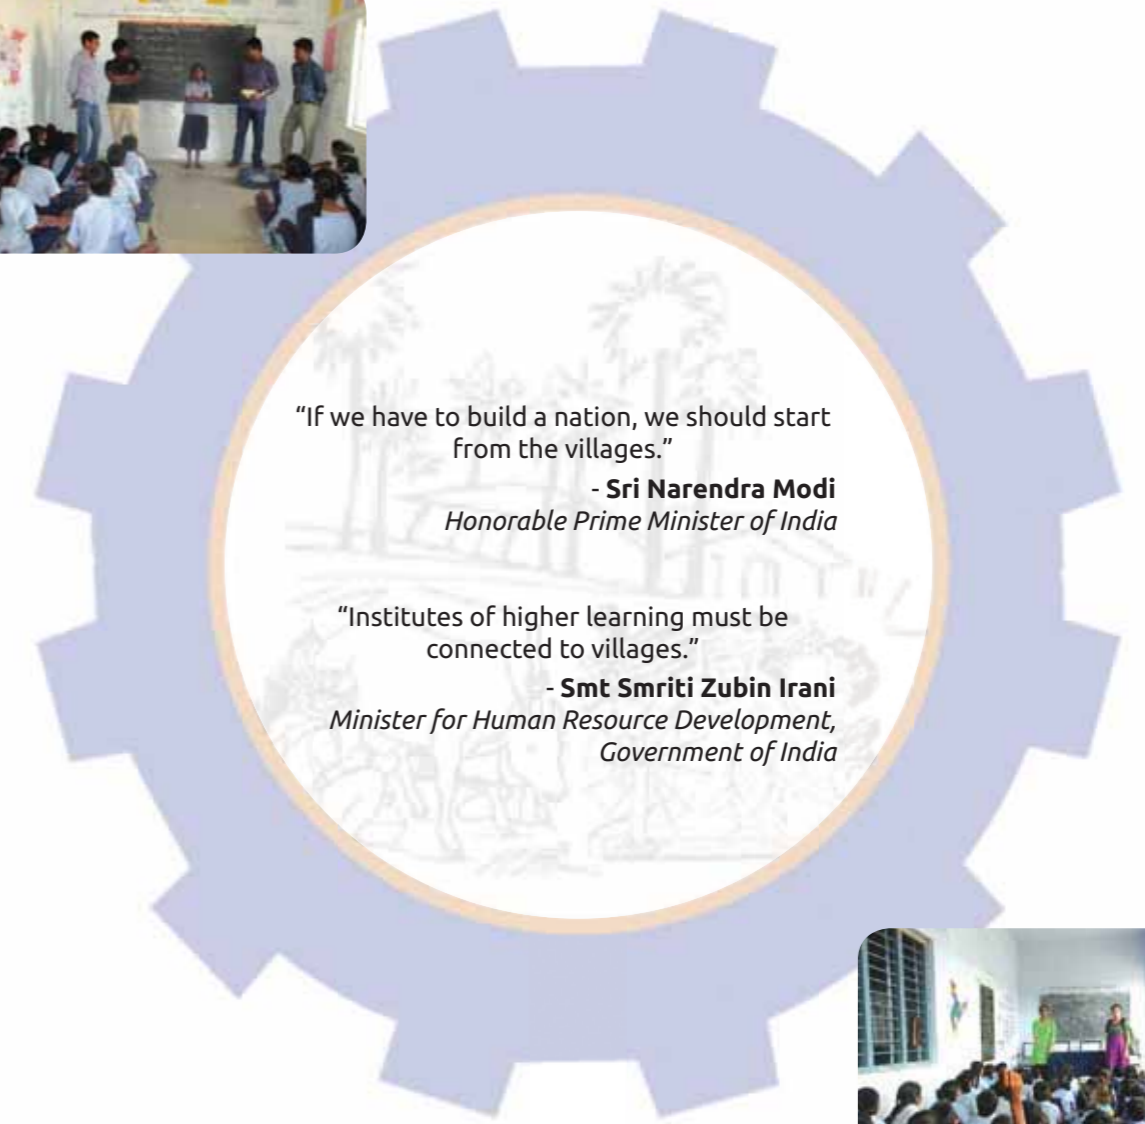 “If we have to build a nation, we should start
from the villages.”
- Sri Narendra Modi
Honorable Prime Minister of India
“Institutes of higher learning must be
connected to villages.”
- Smt Smriti Zubin Irani
Minister for Human Resource Development,
Government of India